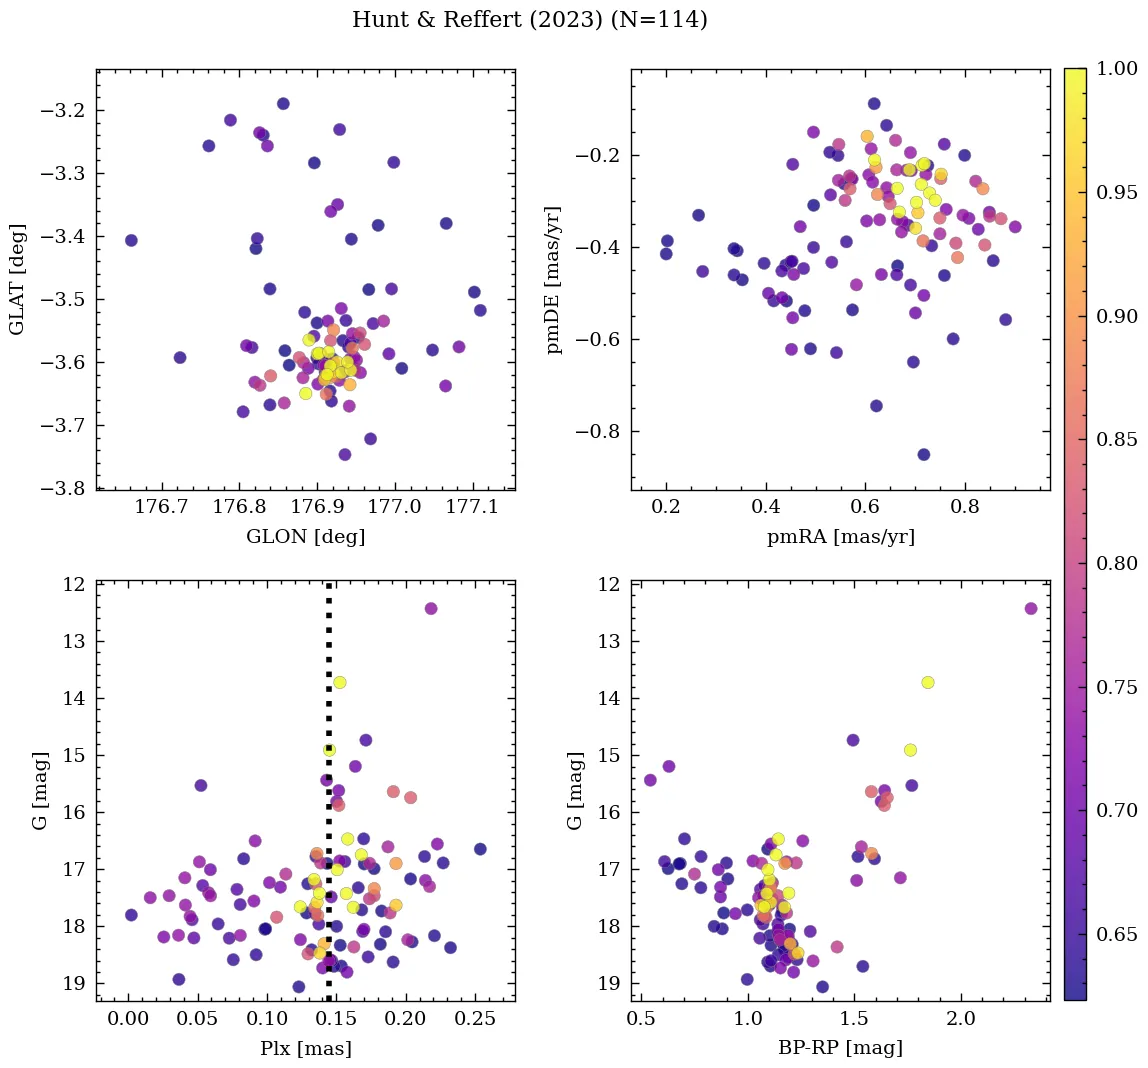 Hunt & Reffert (2023) (N=114)
−3.2
−3.3
−3.4
−3.5
−3.6
−3.7
−3.8
GLAT [deg]
176.7 176.8 176.9 177.0 177.1
GLON [deg]
−0.2
−0.4
−0.6
−0.8
pmDE [mas/yr]
0.2 0.4 0.6 0.8
pmRA [mas/yr]
12
13
14
15
16
17
18
19
G [mag]
0.00 0.05 0.10 0.15 0.20 0.25
Plx [mas]
12
13
14
15
16
17
18
19
G [mag]
0.5 1.0 1.5 2.0
BP-RP [mag]
1.00
0.95
0.90
0.85
0.80
0.75
0.70
0.65